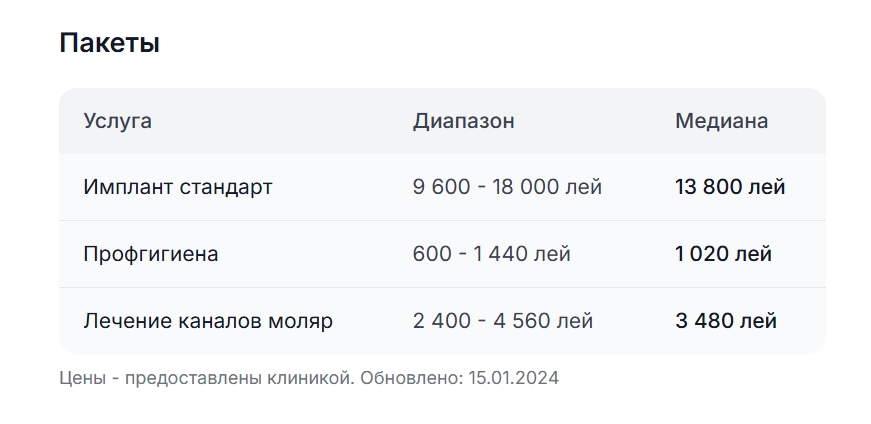 Пакеты
Услуга Диапазон Медиана
Имплант стандарт 9 600 - 18 000 лей 13 800 лей
Профгигиена 600 - 1 440 лей 1 020 лей
Лечение каналов моляр 2 400 - 4 560 лей 3 480 лей
Цены - предоставлены клиникой. Обновлено: 15.01.2024